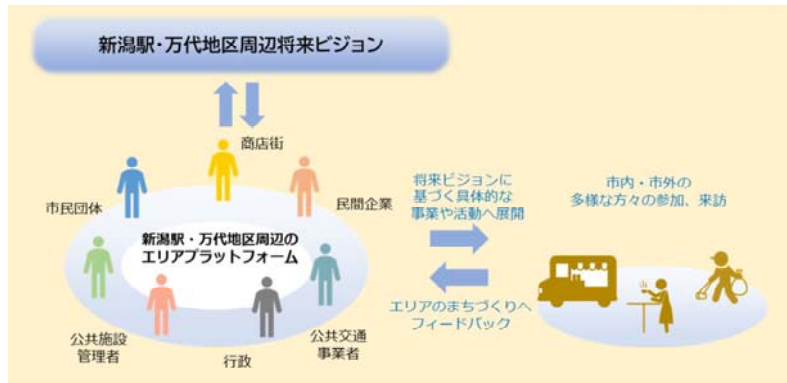 新潟駅・万代地区周辺将来ビジョン
商店街
市民団体
民間企業
新潟駅・万代地区周辺の
エリアプラットフォーム
公共施設
管理者
行政
公共交通
事業者
将来ビジョンに
基づく具体的な
事業や活動へ展開
エリアのまちづくりへ
フィードバック
市内・市外の
多様な方々の参加、来訪